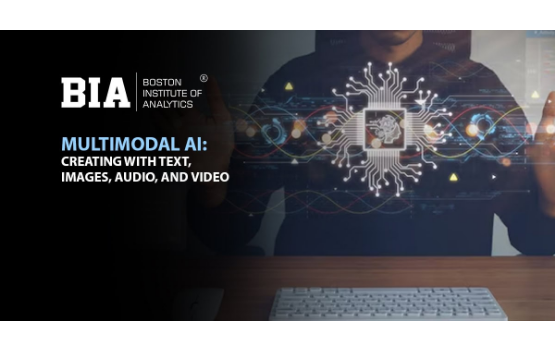 BIA
BOSTON
INSTITUTE OF
ANALYTICS
®
MULTIMODAL AI:
CREATING WITH TEXT,
IMAGES, AUDIO, AND VIDEO